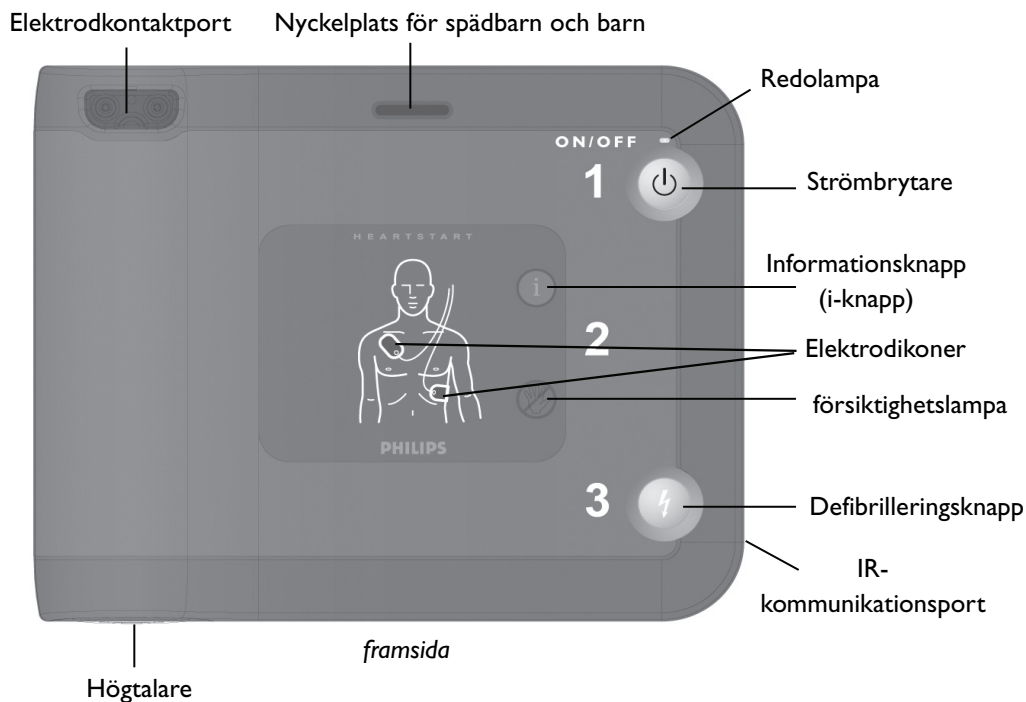 Elektrodkontaktport
Nyckelplats för spädbarn och barn
Redolampa
ON/OFF
1
Strömbrytare
HEARTSTART
Informationsknapp
(i-knapp)
i
2
Elektrodikoner
försiktighetslampa
PHILIPS
3
Defibrilleringsknapp
IR-
kommunikationsport
framsida
Högtalare